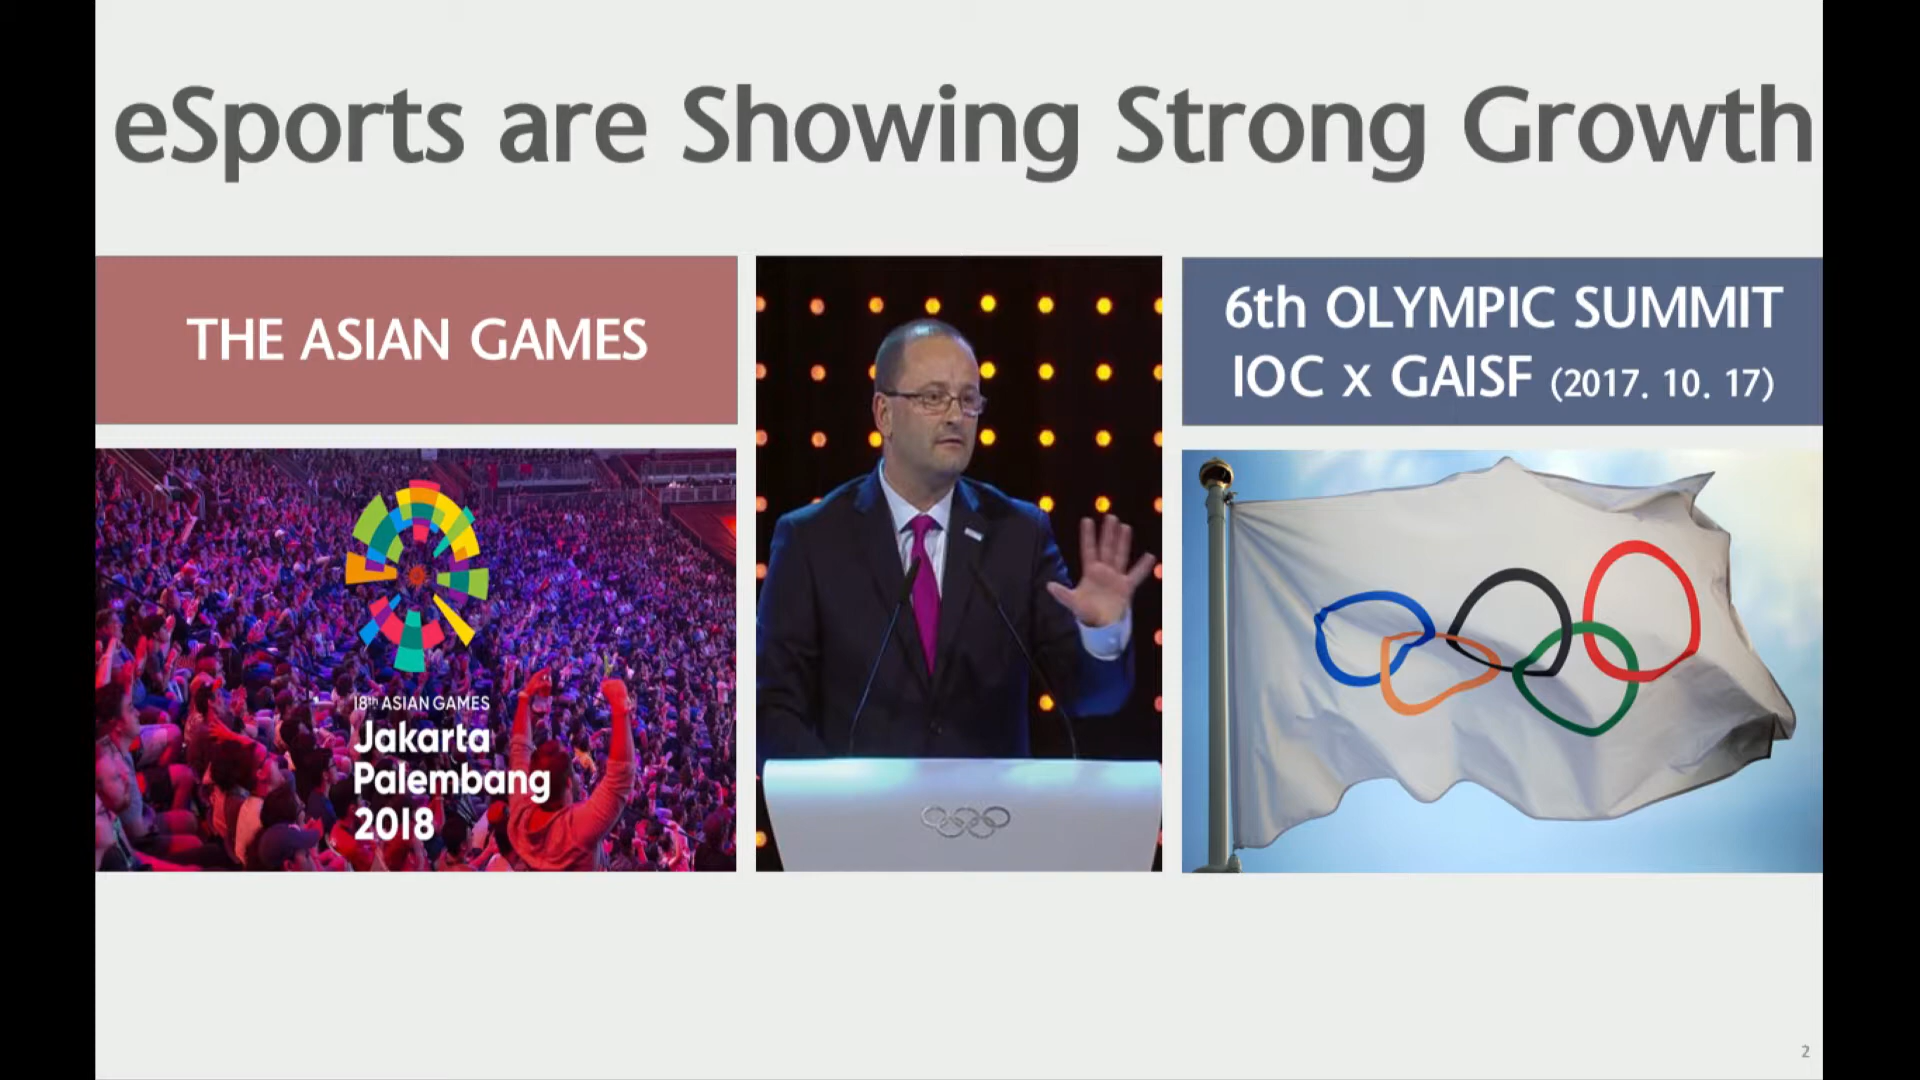 eSports are Showing Strong Growth
THE ASIAN GAMES
18th ASIAN GAMES
Jakarta
Palembang
2018
6th OLYMPIC SUMMIT
IOC x GAISF (2017. 10. 17)
2